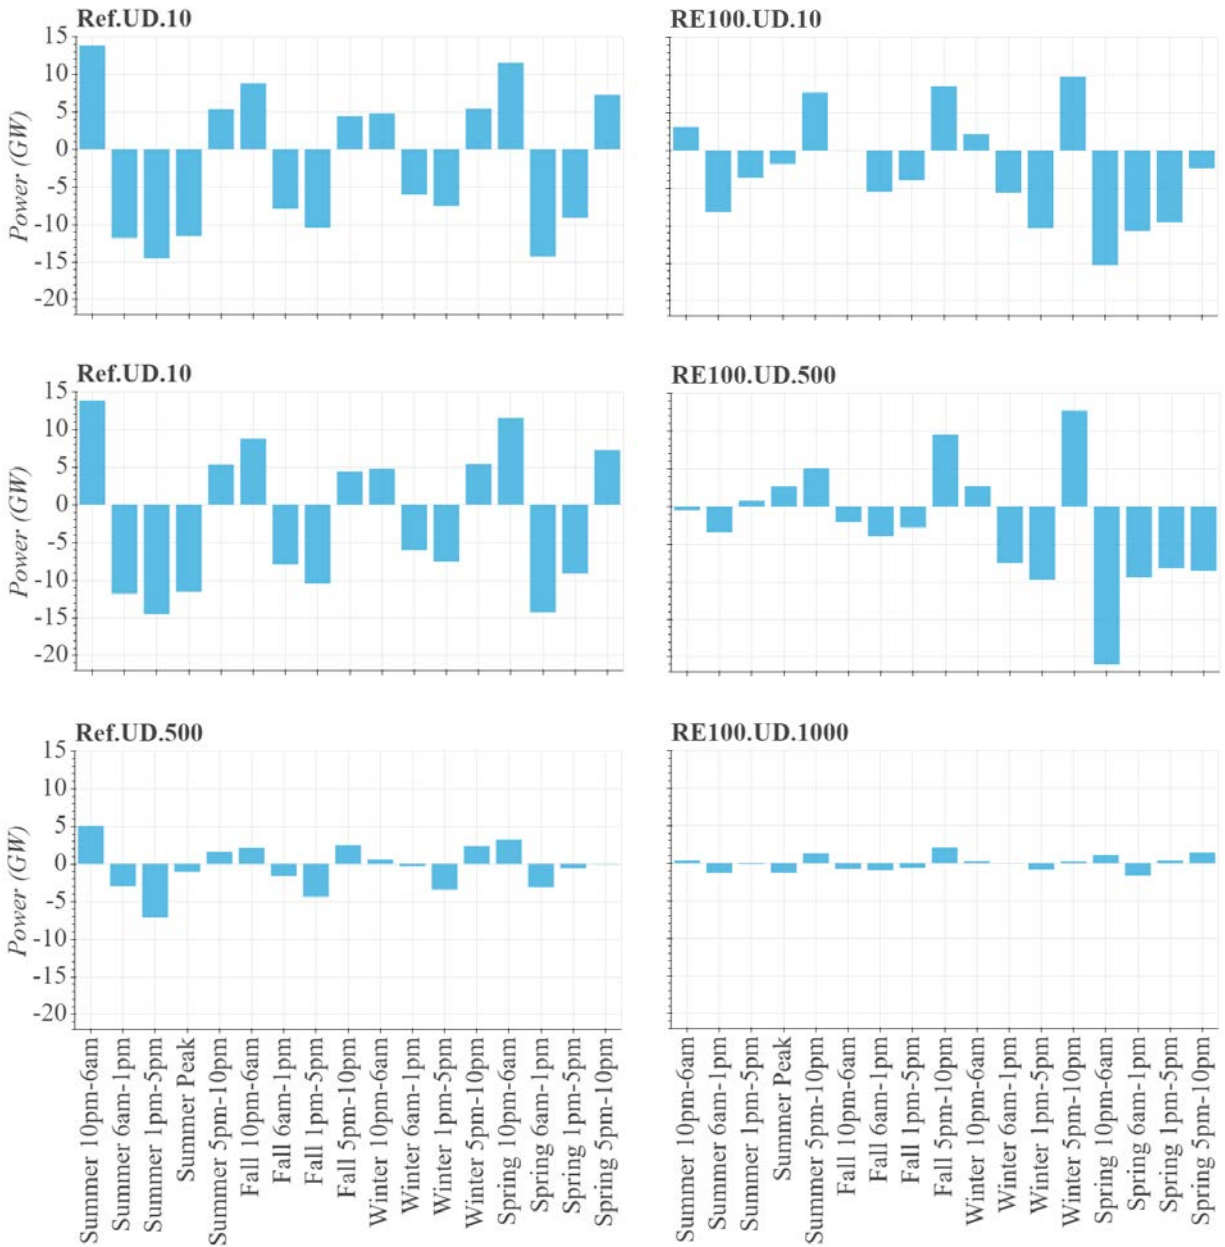 Ref.UD.10
RE100.UD.10
15
10
5
0
-5
-10
-15
-20
Power (GW)
Ref.UD.10
RE100.UD.500
15
10
5
0
-5
-10
-15
-20
Power (GW)
Ref.UD.500
RE100.UD.1000
15
10
5
0
-5
-10
-15
-20
Power (GW)
Summer 10pm-6am
Summer 6am-1pm
Summer 1pm-5pm
Summer Peak
Summer 5pm-10pm
Fall 10pm-6am
Fall 6am-1pm
Fall 1pm-5pm
Fall 5pm-10pm
Winter 10pm-6am
Winter 6am-1pm
Winter 1pm-5pm
Winter 5pm-10pm
Spring 10pm-6am
Spring 6am-1pm
Spring 1pm-5pm
Spring 5pm-10pm
Summer 10pm-6am
Summer 6am-1pm
Summer 1pm-5pm
Summer Peak
Summer 5pm-10pm
Fall 10pm-6am
Fall 6am-1pm
Fall 1pm-5pm
Fall 5pm-10pm
Winter 10pm-6am
Winter 6am-1pm
Winter 1pm-5pm
Winter 5pm-10pm
Spring 10pm-6am
Spring 6am-1pm
Spring 1pm-5pm
Spring 5pm-10pm